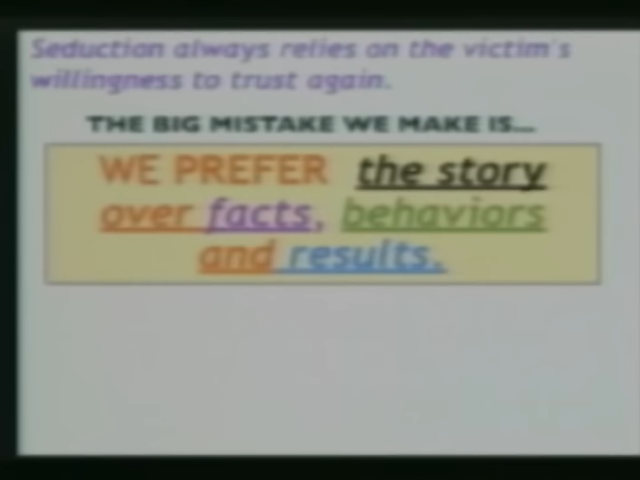 Seduction always relies on the victim's
willingness to trust again.
THE BIG MISTAKE WE MAKE IS...
WE PREFER the story
over facts, behaviors
and results.